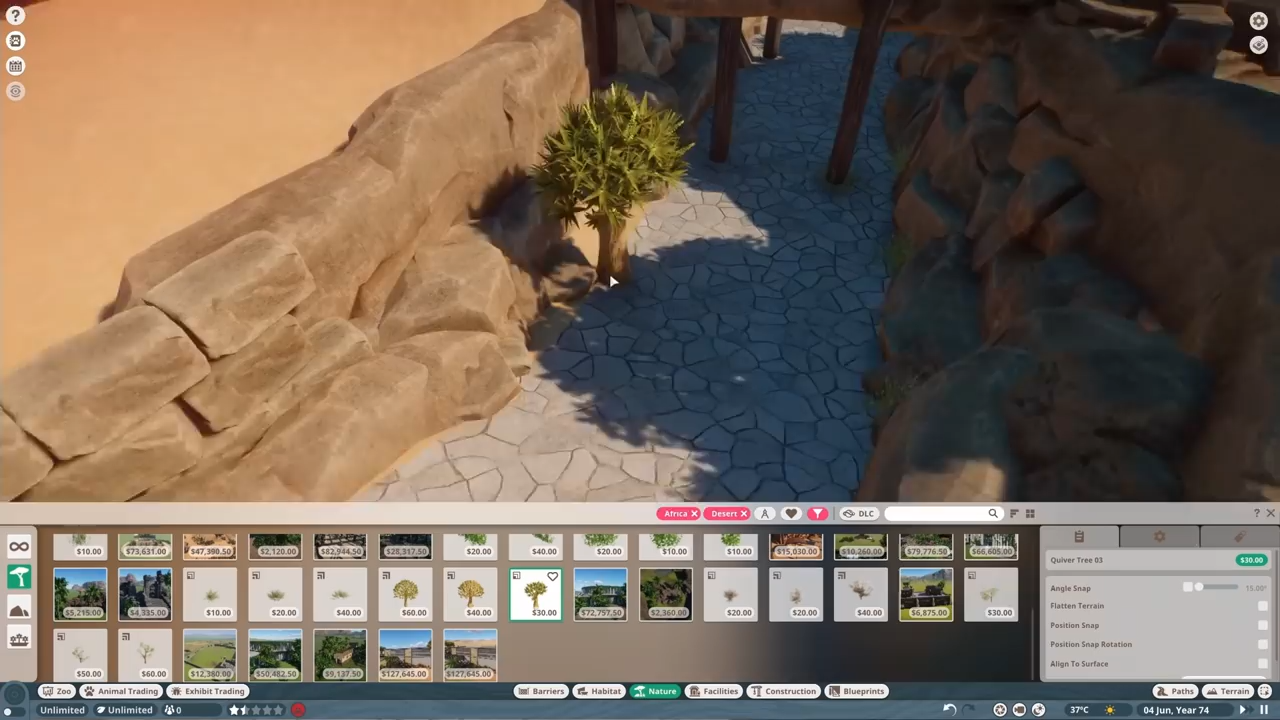 Africa ✕ Desert ✕ DLC ? ✕
$10.00 $73,631.00 $47,390.50 $2,120.00 $82,944.50 $28,317.50 $20.00 $40.00 $20.00 $10.00 $10.00 $15,030.00 $10,260.00 $79,776.50 $66,605.00
Quiver Tree 03 $30.00
Angle Snap 15.00°
$5,215.00 $4,335.00 $10.00 $20.00 $40.00 $60.00 $40.00 $30.00 $72,757.50 $2,360.00 $20.00 $20.00 $40.00 $6,875.00 $30.00
Flatten Terrain
Position Snap
Position Snap Rotation
Align To Surface
$50.00 $60.00 $12,380.00 $50,482.50 $9,137.50 $127,645.00 $127,645.00
Zoo Animal Trading Exhibit Trading Barriers Habitat Nature Facilities Construction Blueprints Paths Terrain
Unlimited Unlimited 0 37°C 04 Jun, Year 74